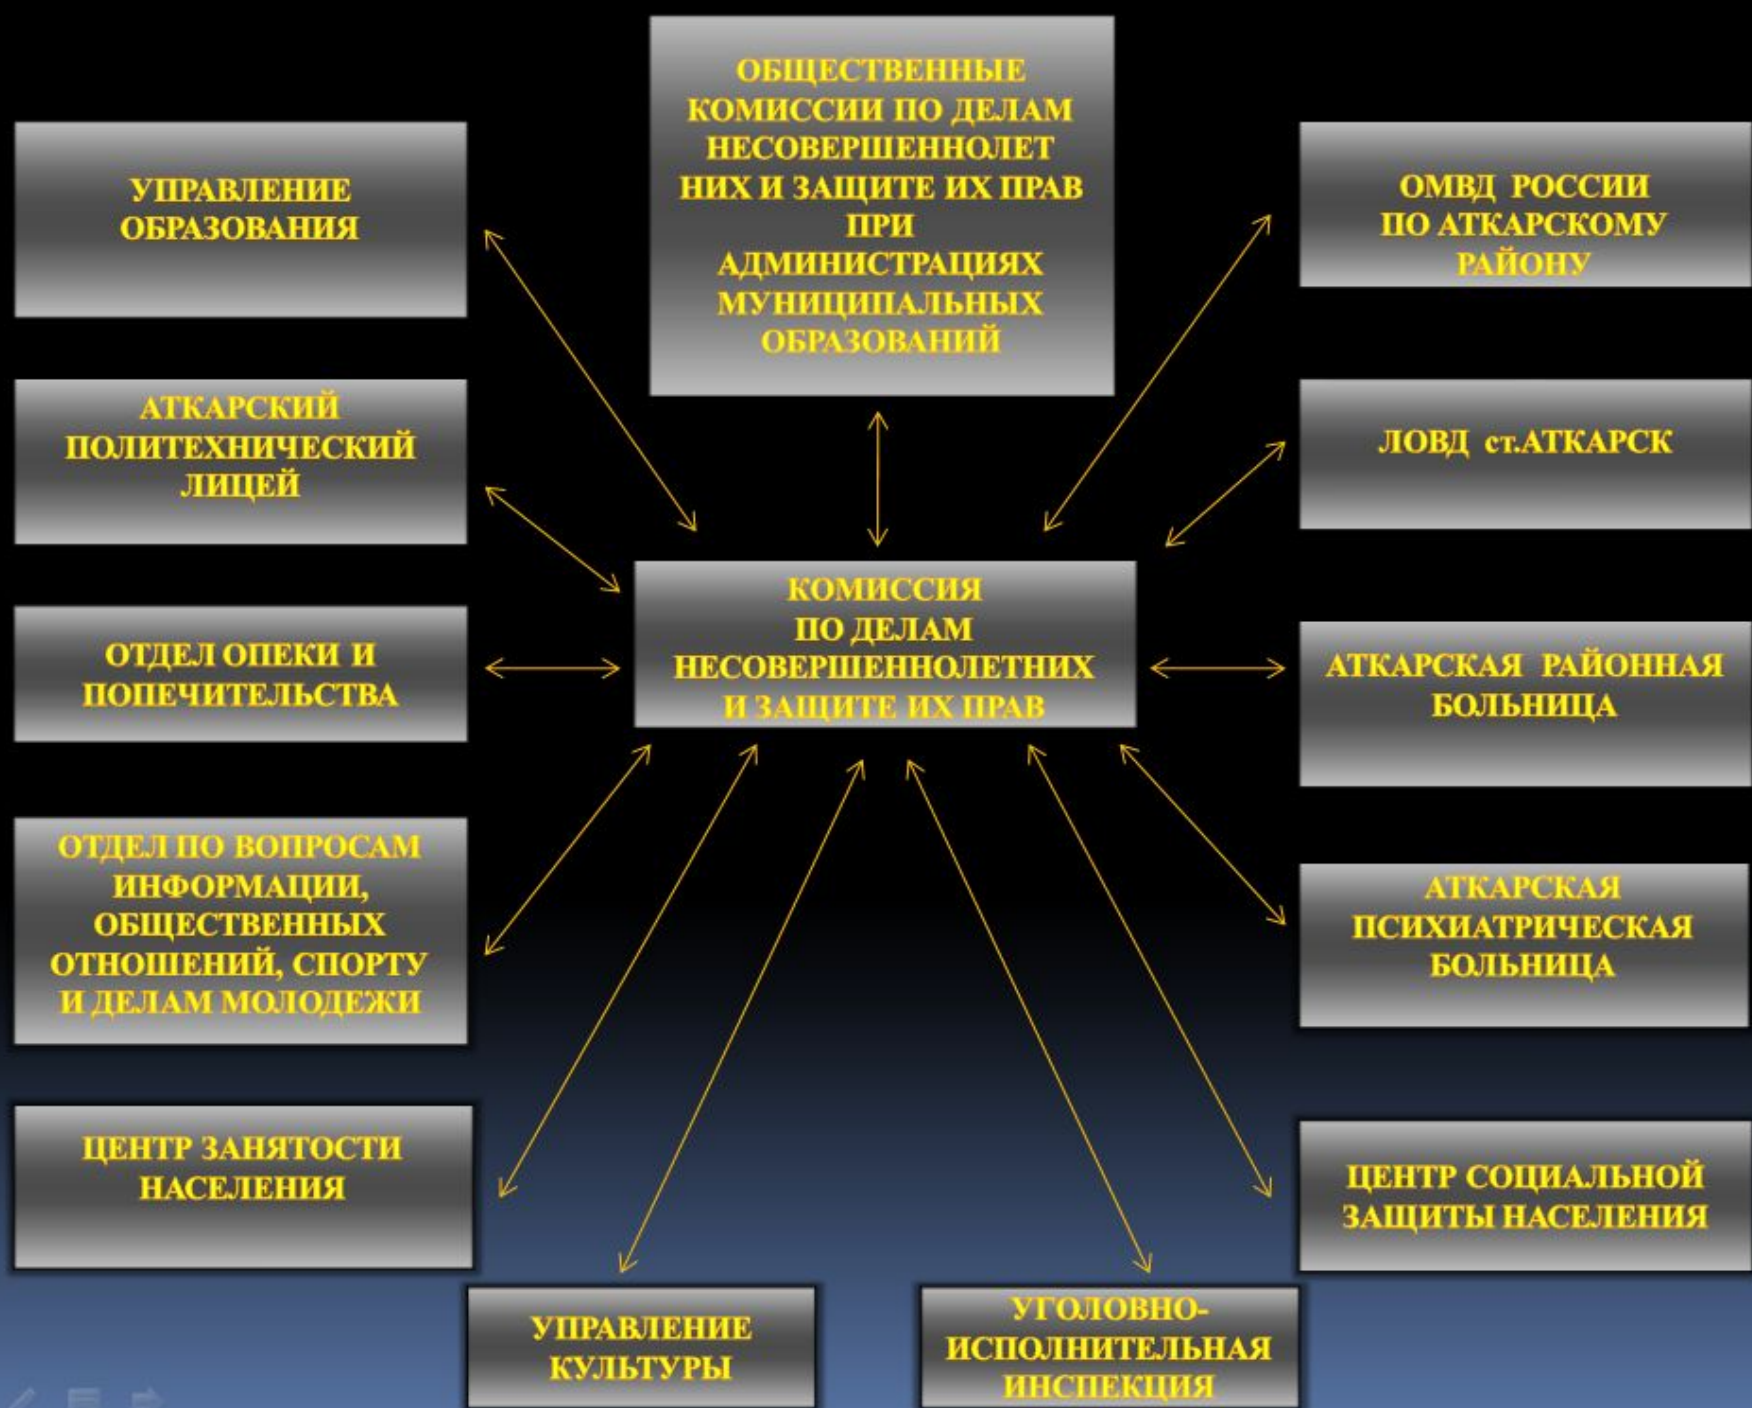 ОБЩЕСТВЕННЫЕ
КОМИССИИ ПО ДЕЛАМ
НЕСОВЕРШЕННОЛЕТ
НИХ И ЗАЩИТЕ ИХ ПРАВ
ПРИ
АДМИНИСТРАЦИЯХ
МУНИЦИПАЛЬНЫХ
ОБРАЗОВАНИЙ
УПРАВЛЕНИЕ
ОБРАЗОВАНИЯ
ОМВД РОССИИ
ПО АТКАРСКОМУ
РАЙОНУ
АТКАРСКИЙ
ПОЛИТЕХНИЧЕСКИЙ
ЛИЦЕЙ
ЛОВД ст.АТКАРСК
КОМИССИЯ
ПО ДЕЛАМ
НЕСОВЕРШЕННОЛЕТНИХ
И ЗАЩИТЕ ИХ ПРАВ
ОТДЕЛ ОПЕКИ И
ПОПЕЧИТЕЛЬСТВА
АТКАРСКАЯ РАЙОННАЯ
БОЛЬНИЦА
ОТДЕЛ ПО ВОПРОСАМ
ИНФОРМАЦИИ,
ОБЩЕСТВЕННЫХ
ОТНОШЕНИЙ, СПОРТУ
И ДЕЛАМ МОЛОДЕЖИ
АТКАРСКАЯ
ПСИХИАТРИЧЕСКАЯ
БОЛЬНИЦА
ЦЕНТР ЗАНЯТОСТИ
НАСЕЛЕНИЯ
ЦЕНТР СОЦИАЛЬНОЙ
ЗАЩИТЫ НАСЕЛЕНИЯ
УПРАВЛЕНИЕ
КУЛЬТУРЫ
УГОЛОВНО-
ИСПОЛНИТЕЛЬНАЯ
ИНСПЕКЦИЯ